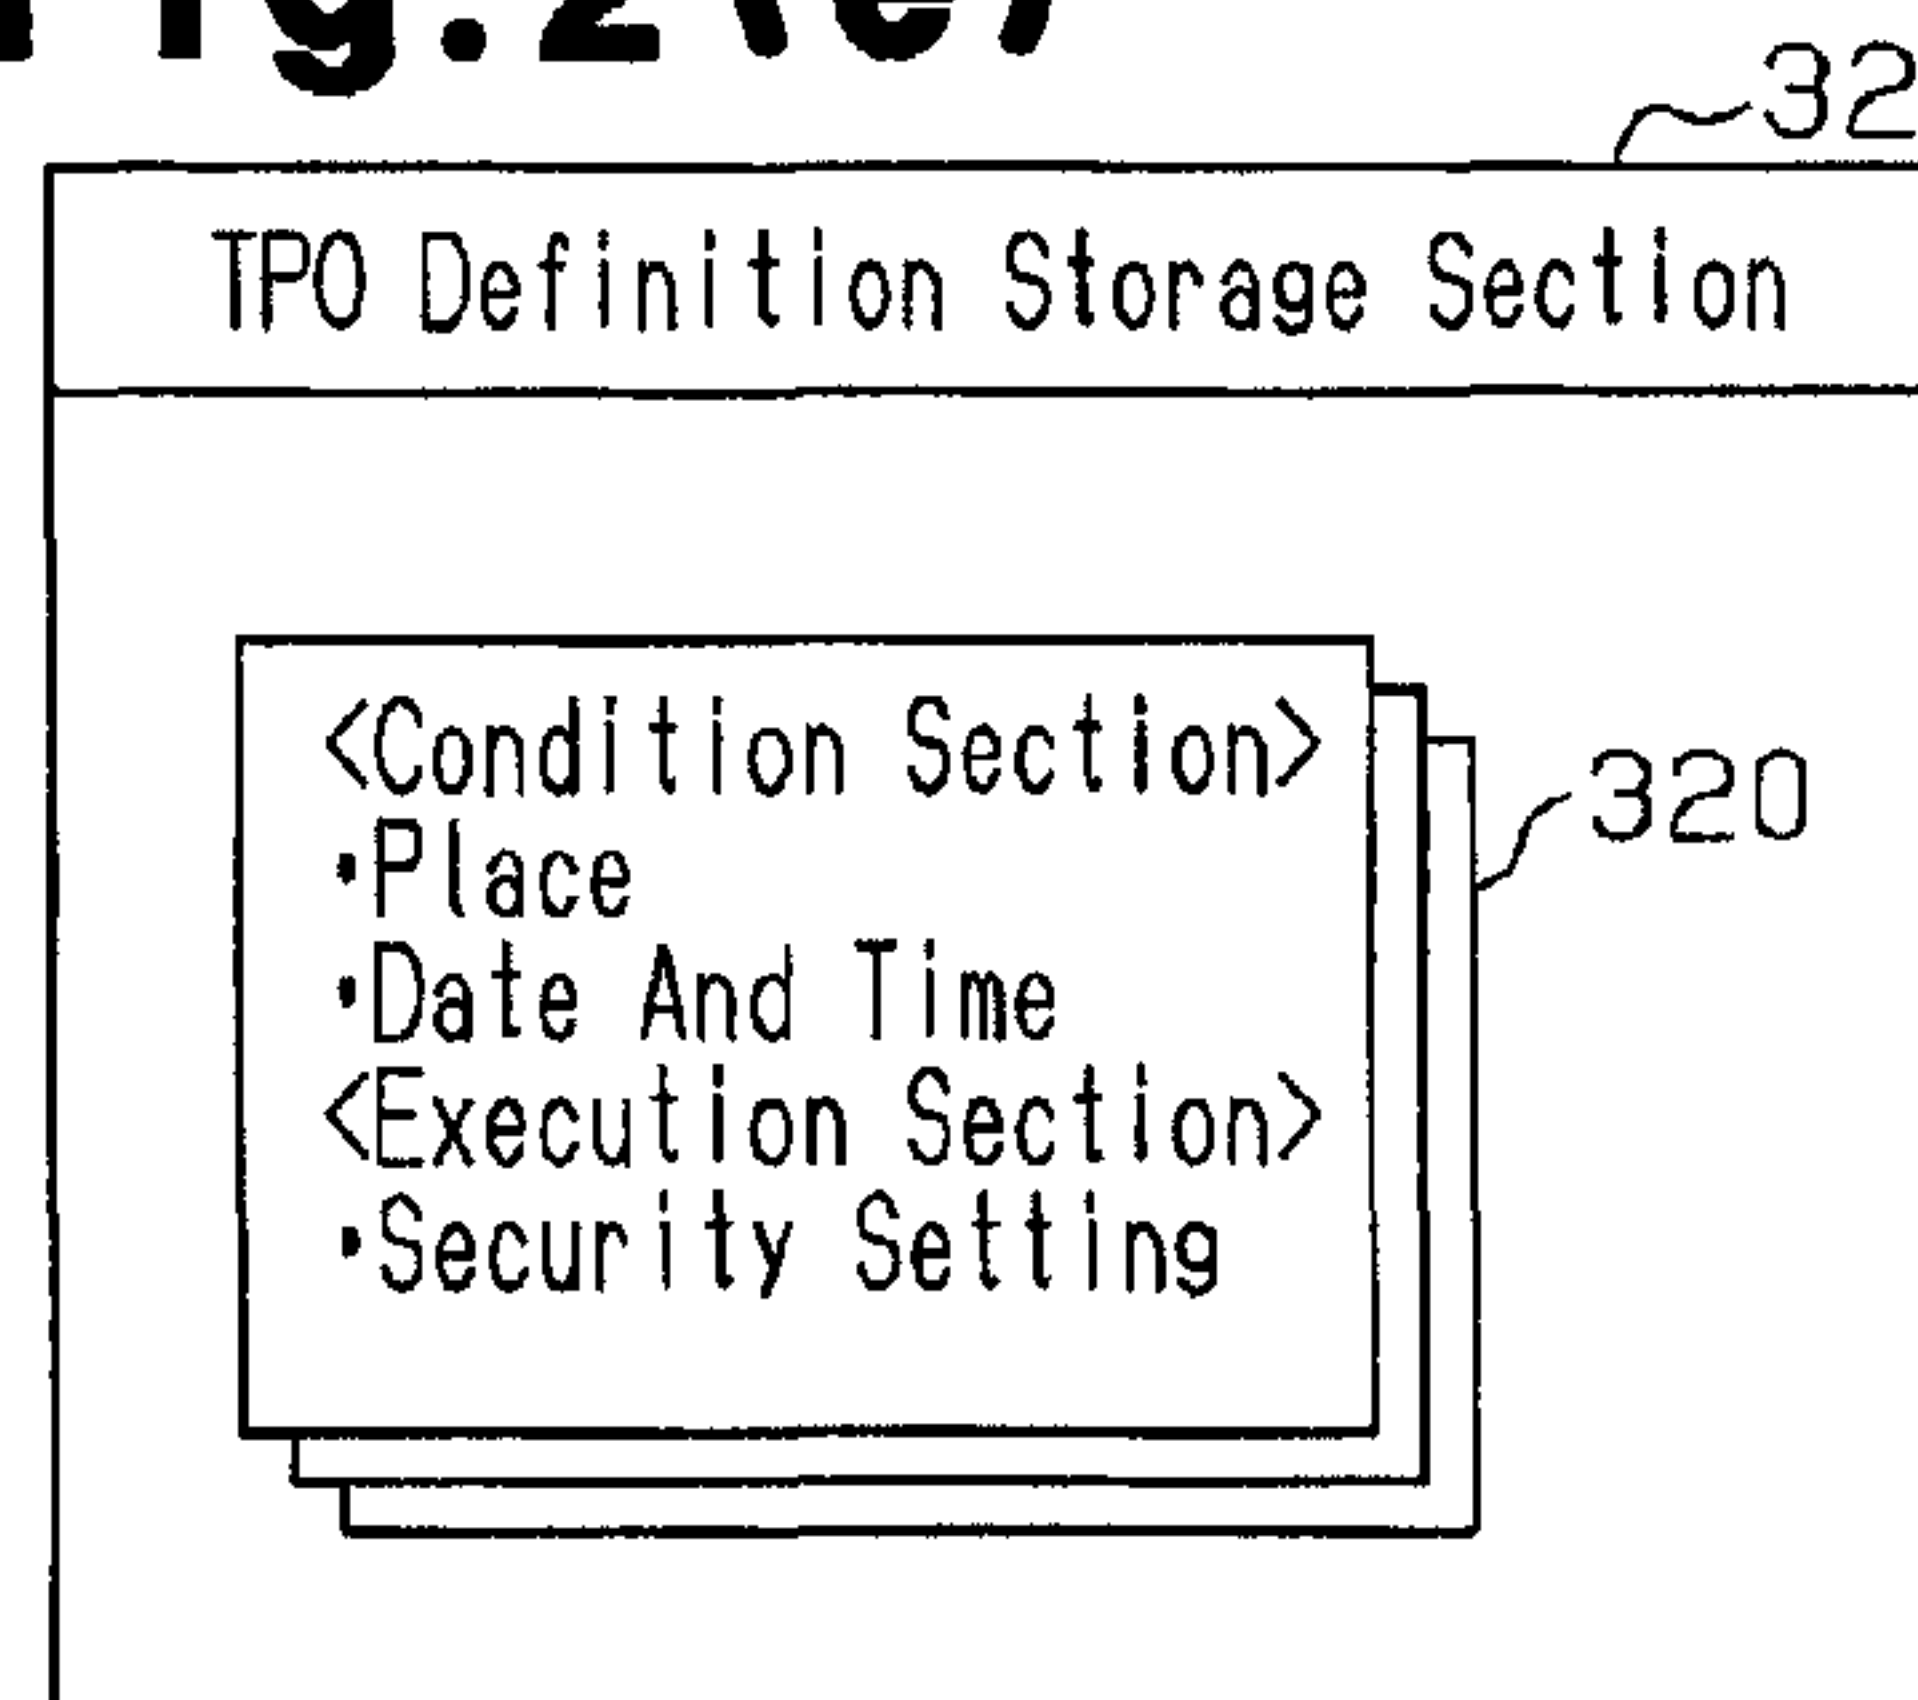 32
TPO Definition Storage Section
<Condition Section>
320
・Place
・Date And Time
<Execution Section>
・Security Setting